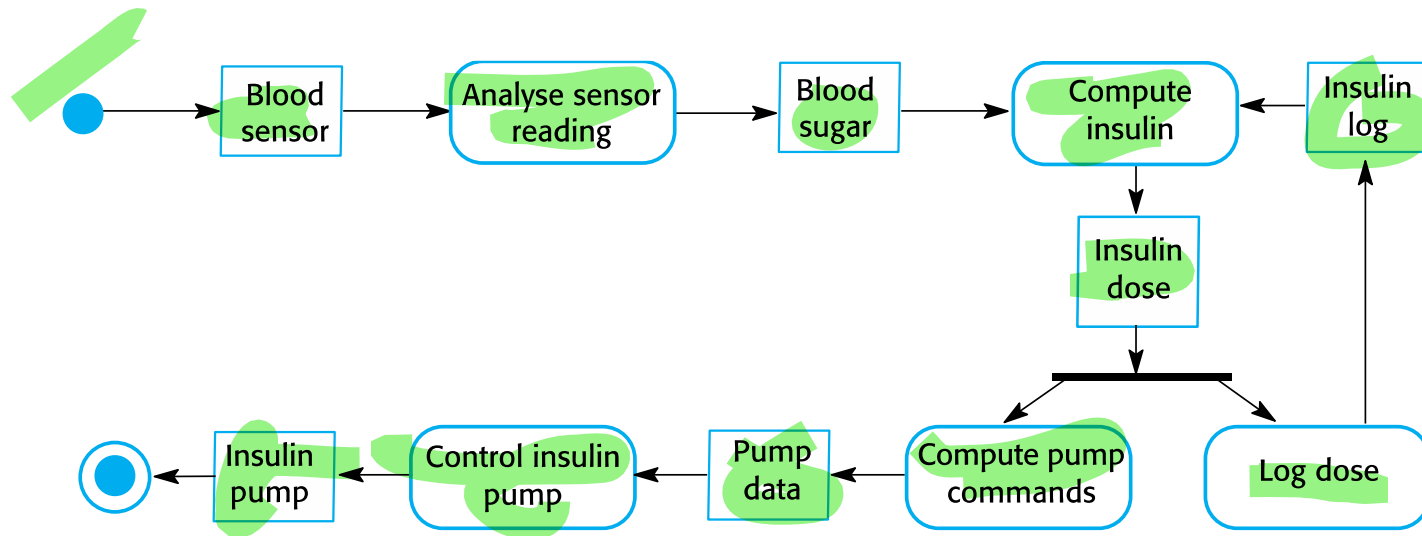 Blood
sensor
Analyse sensor
reading
Blood
sugar
Compute
insulin
Insulin
log
Insulin
dose
Insulin
pump
Control insulin
pump
Pump
data
Compute pump
commands
Log dose